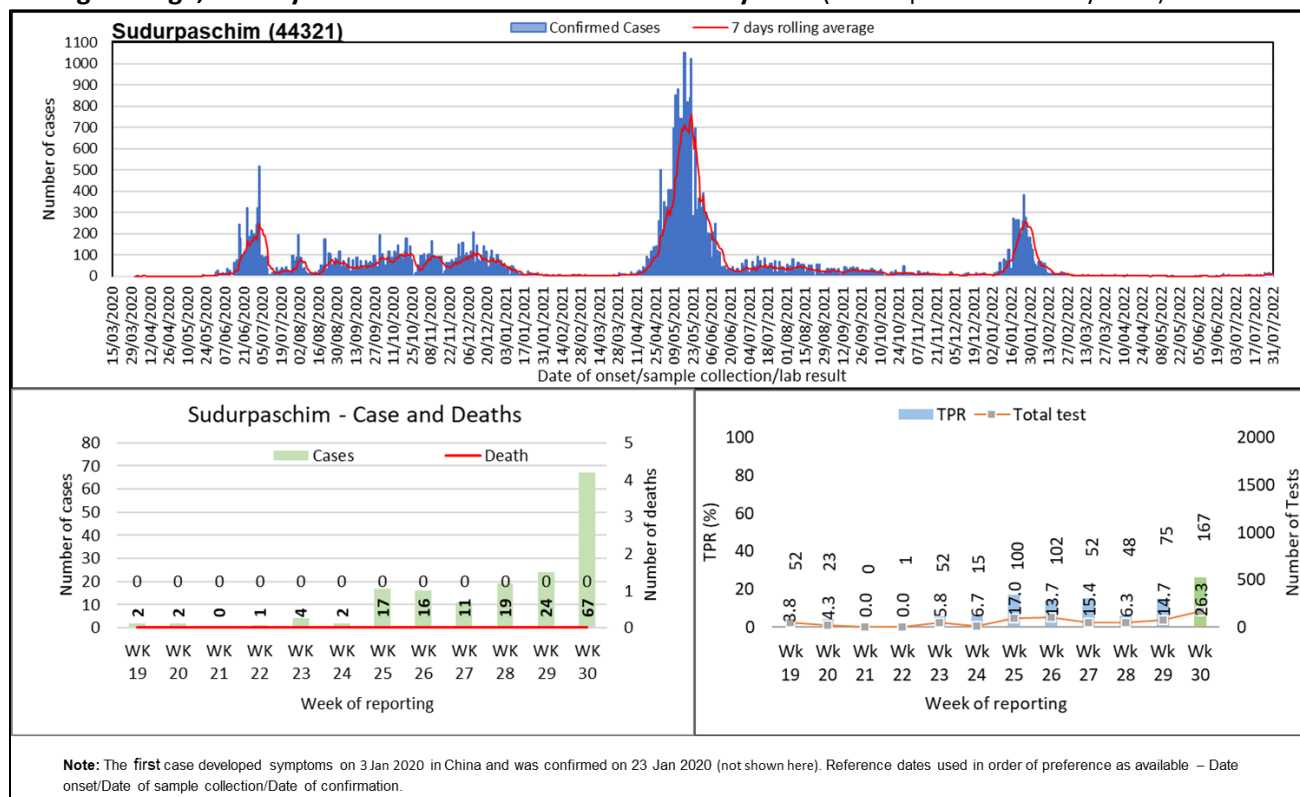 Sudurpaschim (44321)
Confirmed Cases 7 days rolling average
Number of cases
1100
1000
900
800
700
600
500
400
300
200
100
0
15/03/2020 29/03/2020 12/04/2020 26/04/2020 10/05/2020 24/05/2020 07/06/2020 21/06/2020 05/07/2020 19/07/2020 02/08/2020 16/08/2020 30/08/2020 13/09/2020 27/09/2020 11/10/2020 25/10/2020 08/11/2020 22/11/2020 06/12/2020 20/12/2020 03/01/2021 17/01/2021 31/01/2021 14/02/2021 28/02/2021 14/03/2021 28/03/2021 11/04/2021 25/04/2021 09/05/2021 23/05/2021 06/06/2021 20/06/2021 04/07/2021 18/07/2021 01/08/2021 15/08/2021 29/08/2021 12/09/2021 26/09/2021 10/10/2021 24/10/2021 07/11/2021 21/11/2021 05/12/2021 19/12/2021 02/01/2022 16/01/2022 30/01/2022 13/02/2022 27/02/2022 13/03/2022 27/03/2022 10/04/2022 24/04/2022 08/05/2022 22/05/2022 05/06/2022 19/06/2022 03/07/2022 17/07/2022 31/07/2022
Date of onset/sample collection/lab result
Sudurpaschim - Case and Deaths
Cases Death
Number of cases
80
70
60
50
40
30
20
10
0
0 0 0 0 0 0 0 0 0 0 0 0
2 2 0 1 4 2 17 16 11 19 24 67
5
4
3
2
1
0
Number of deaths
WK WK WK WK WK WK WK WK WK WK WK WK
19 20 21 22 23 24 25 26 27 28 29 30
Week of reporting
TPR Total test
TPR (%)
100
80
60
40
20
0
52 23 0 1 52 15 100 102 52 48 75 167
3.8 4.3 0.0 0.0 5.8 6.7 17.0 13.7 15.4 6.3 14.7 26.3
2000
1500
1000
500
0
Number of Tests
Wk Wk Wk Wk Wk Wk Wk Wk Wk Wk Wk Wk
19 20 21 22 23 24 25 26 27 28 29 30
Week of reporting
Note: The first case developed symptoms on 3 Jan 2020 in China and was confirmed on 23 Jan 2020 (not shown here). Reference dates used in order of preference as available – Date
onset/Date of sample collection/Date of confirmation.